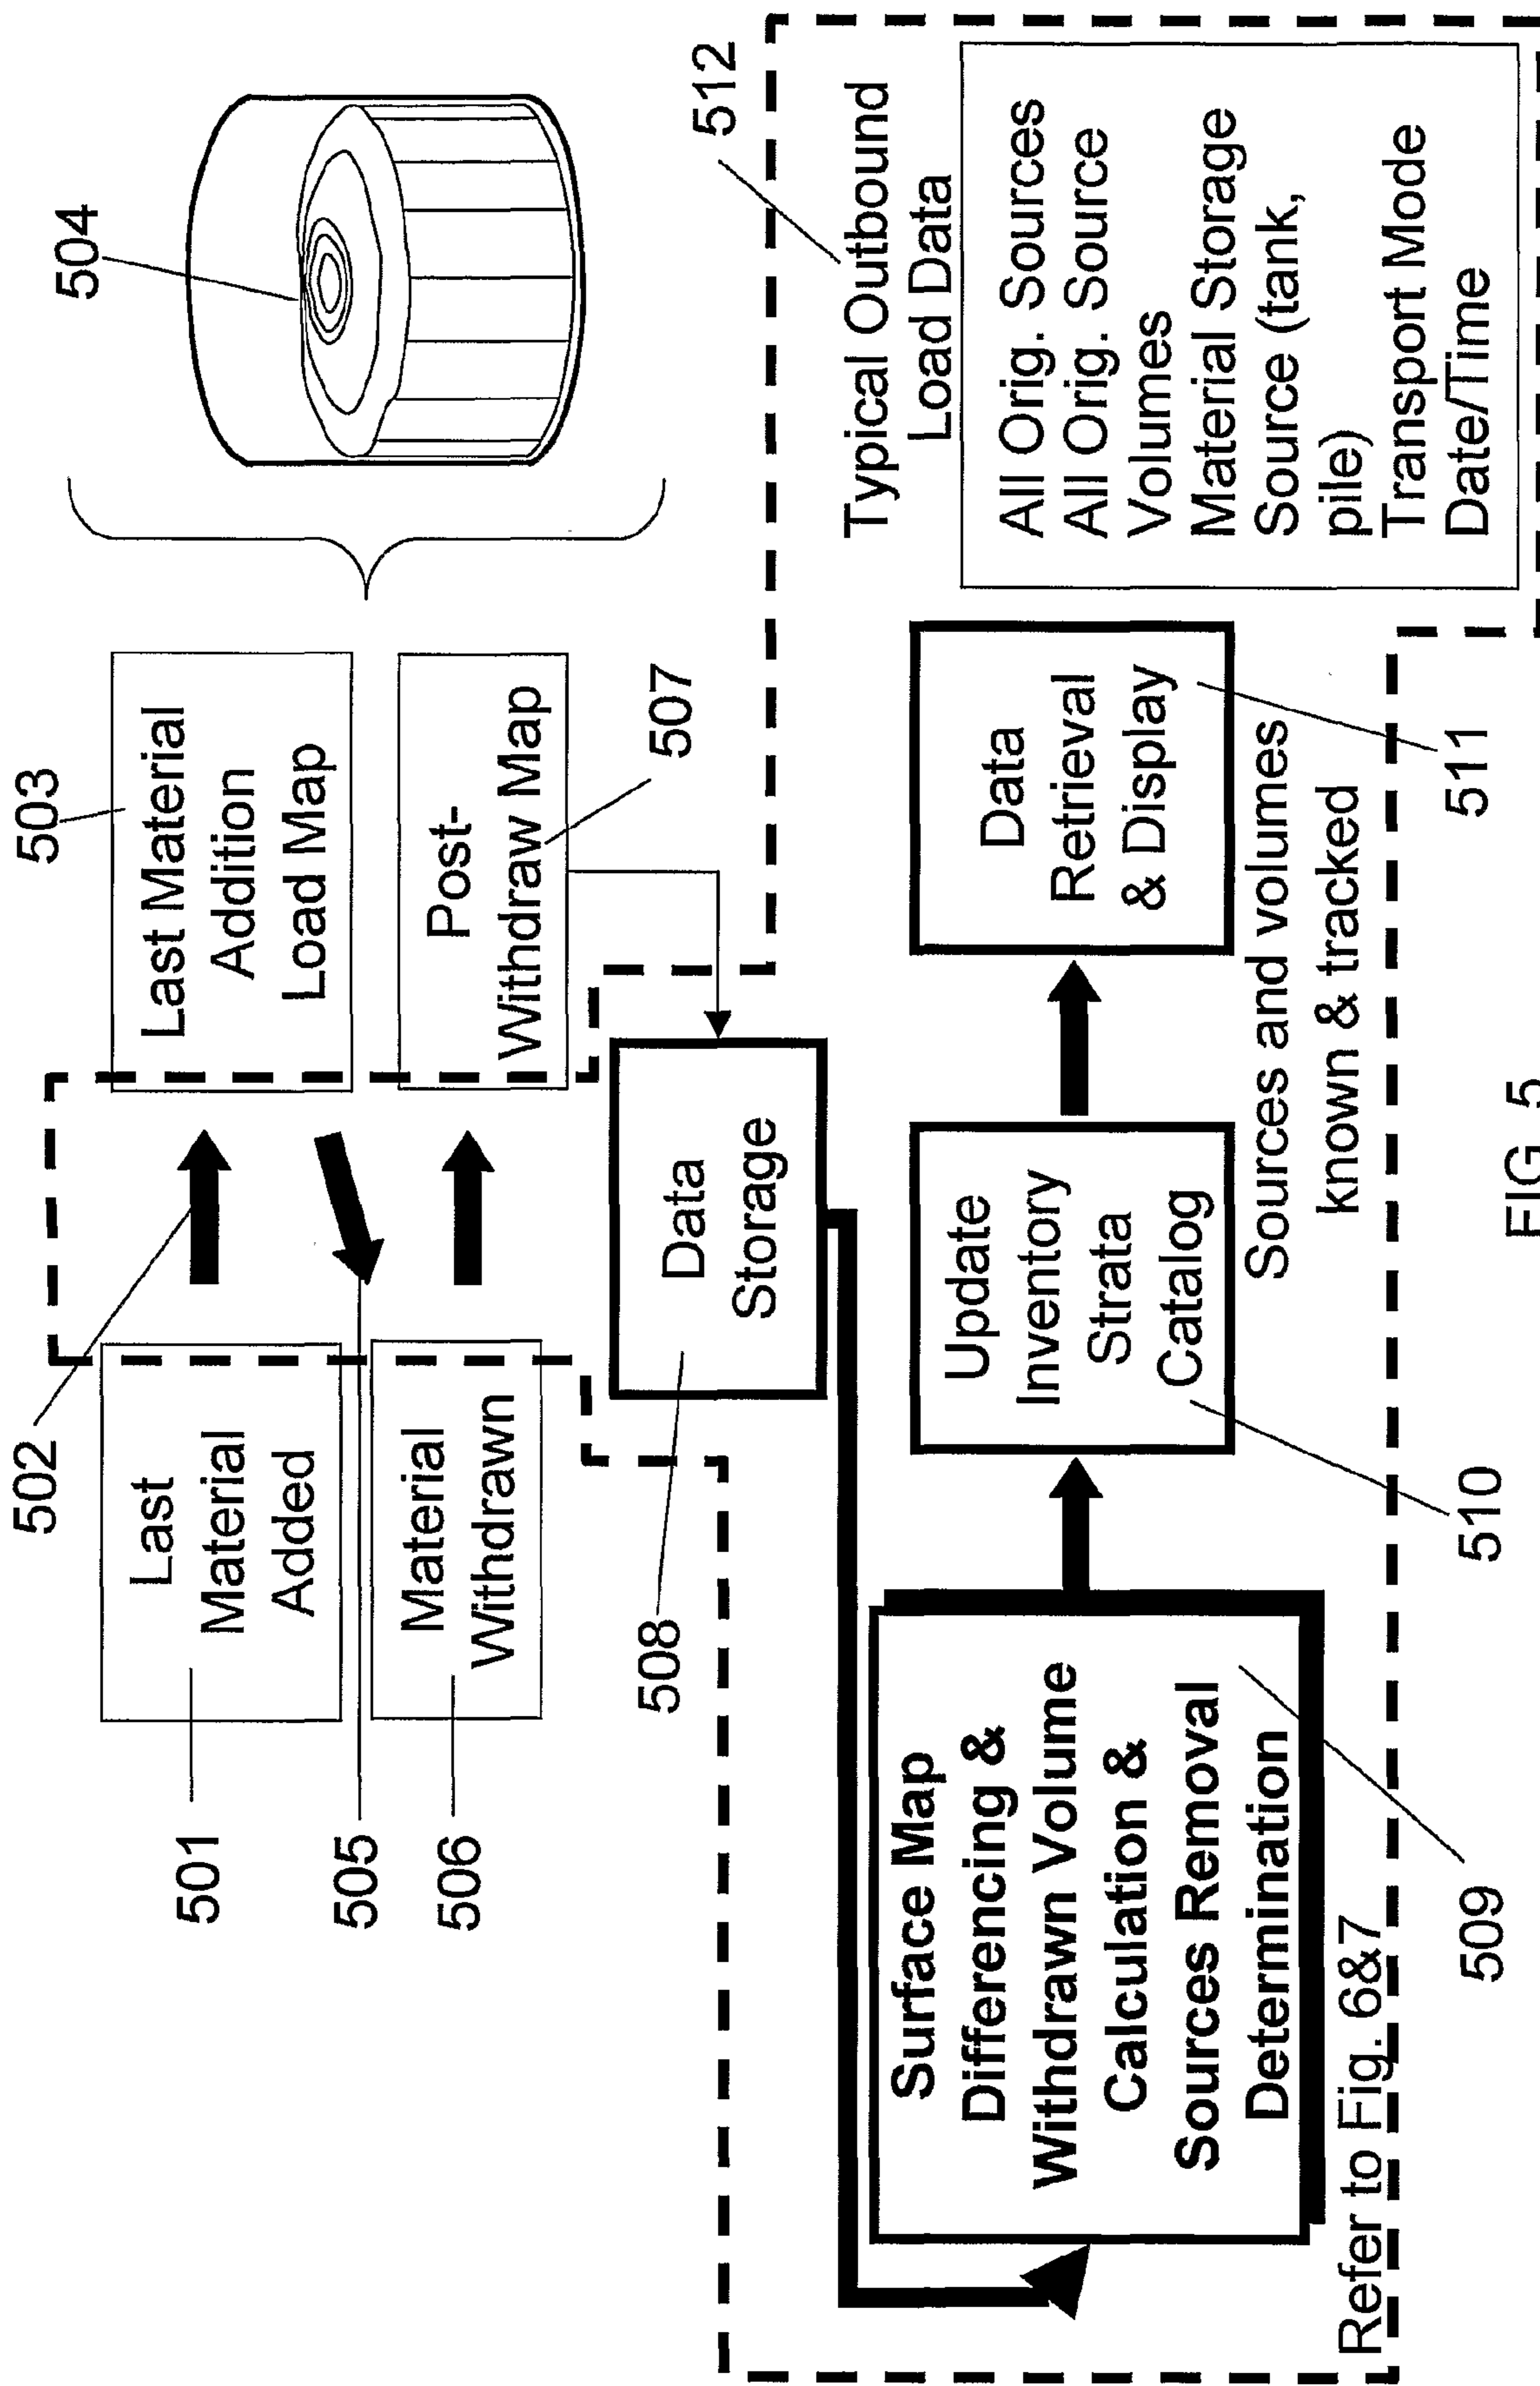 502
503
504
501
Last
Material
Added
Last Material
Addition
Load Map
505
506
Material
Withdrawn
Post-
Withdraw Map
507
508
Data
Storage
512
Typical Outbound
Load Data
All Orig. Sources
All Orig. Source
Volumes
Material Storage
Source (tank,
pile)
Transport Mode
Date/Time
Surface Map
Differencing &
Withdrawn Volume
Calculation &
Sources Removal
Determination
Update
Inventory
Strata
Catalog
Data
Retrieval
& Display
Sources and volumes
known & tracked
Refer to Fig. 6&7
509
510
511
FIG. 5